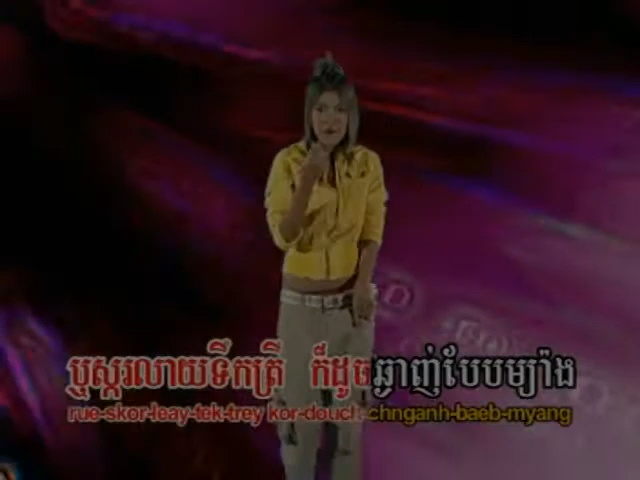 ឬស្ករលាយទឹកត្រី ក៏ដូចឆ្ងាញ់បែបម្យ៉ាង
rue-skor-leay-tek-trey kor-douch-chnganh-baeb-myang